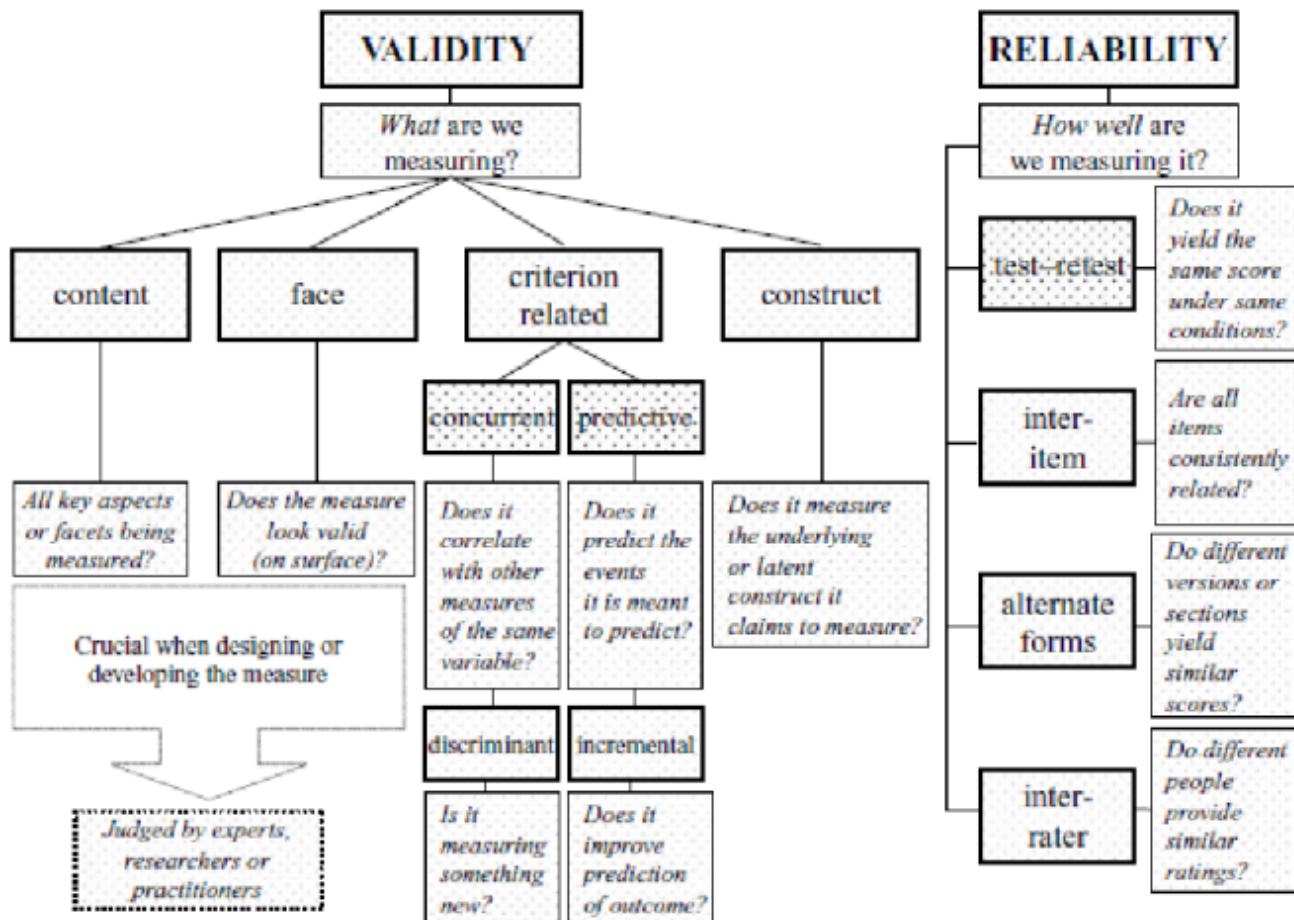 VALIDITY
What are we
measuring?
content
face
criterion
related
construct
concurrent
predictive
All key aspects
or facets being
measured?
Does the measure
look valid
(on surface)?
Does it
correlate
with other
measures
of the same
variable?
Does it
predict the
events
it is meant
to predict?
Does it measure
the underlying
or latent
construct it
claims to measure?
Crucial when designing or
developing the measure
Judged by experts,
researchers or
practitioners
discriminant
incremental
Is it
measuring
something
new?
Does it
improve
prediction
of outcome?
RELIABILITY
How well are
we measuring it?
test–retest
Does it
yield the
same score
under same
conditions?
inter-
item
Are all
items
consistently
related?
alternate
forms
Do different
versions or
sections
yield
similar
scores?
inter-
rater
Do different
people
provide
similar
ratings?